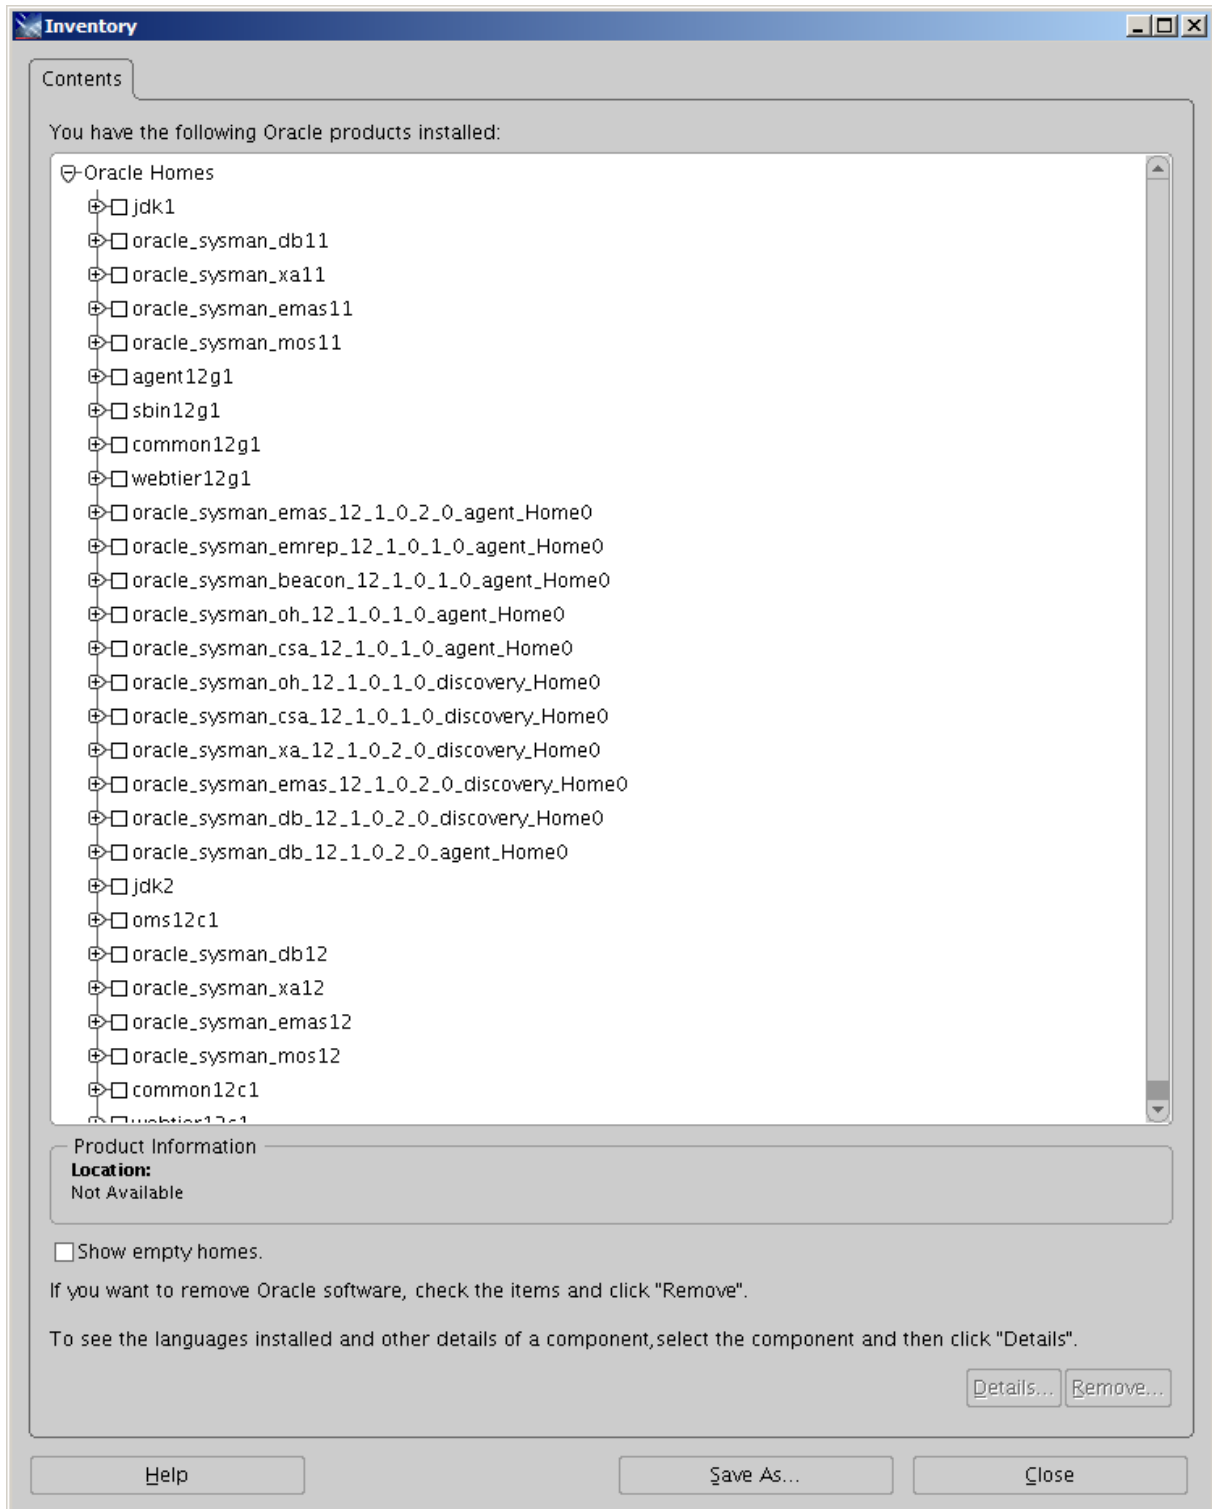 Inventory
Contents
You have the following Oracle products installed:
Oracle Homes
jdk1
oracle_sysman_db11
oracle_sysman_xa11
oracle_sysman_emas11
oracle_sysman_mos11
agent12g1
sbin12g1
common12g1
webtier12g1
oracle_sysman_emas_12_1_0_2_0_agent_Home0
oracle_sysman_emrep_12_1_0_1_0_agent_Home0
oracle_sysman_beacon_12_1_0_1_0_agent_Home0
oracle_sysman_oh_12_1_0_1_0_agent_Home0
oracle_sysman_csa_12_1_0_1_0_agent_Home0
oracle_sysman_oh_12_1_0_1_0_discovery_Home0
oracle_sysman_csa_12_1_0_1_0_discovery_Home0
oracle_sysman_xa_12_1_0_2_0_discovery_Home0
oracle_sysman_emas_12_1_0_2_0_discovery_Home0
oracle_sysman_db_12_1_0_2_0_discovery_Home0
oracle_sysman_db_12_1_0_2_0_agent_Home0
jdk2
oms12c1
oracle_sysman_db12
oracle_sysman_xa12
oracle_sysman_emas12
oracle_sysman_mos12
common12c1
webtier12c1
Product Information
Location:
Not Available
Show empty homes.
If you want to remove Oracle software, check the items and click "Remove".
To see the languages installed and other details of a component,select the component and then click "Details".
Details... Remove...
Help Save As... Close